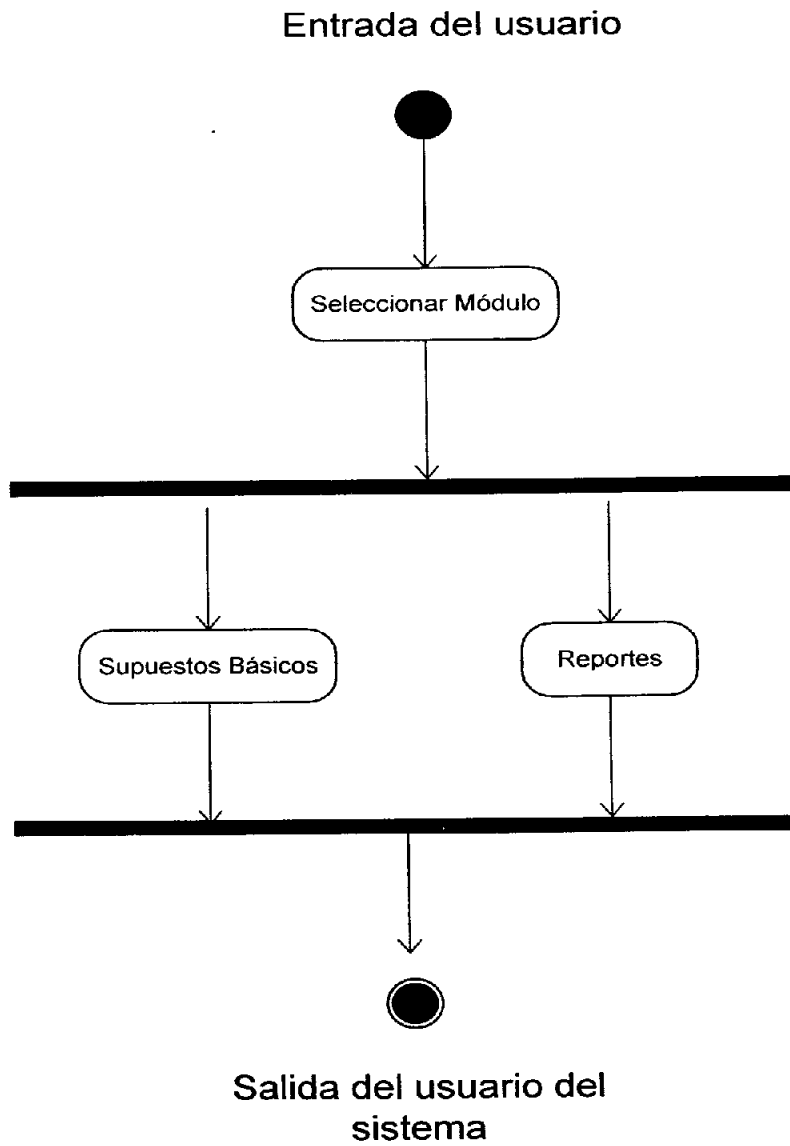 Entrada del usuario
Seleccionar Módulo
Supuestos Básicos
Reportes
Salida del usuario del
sistema